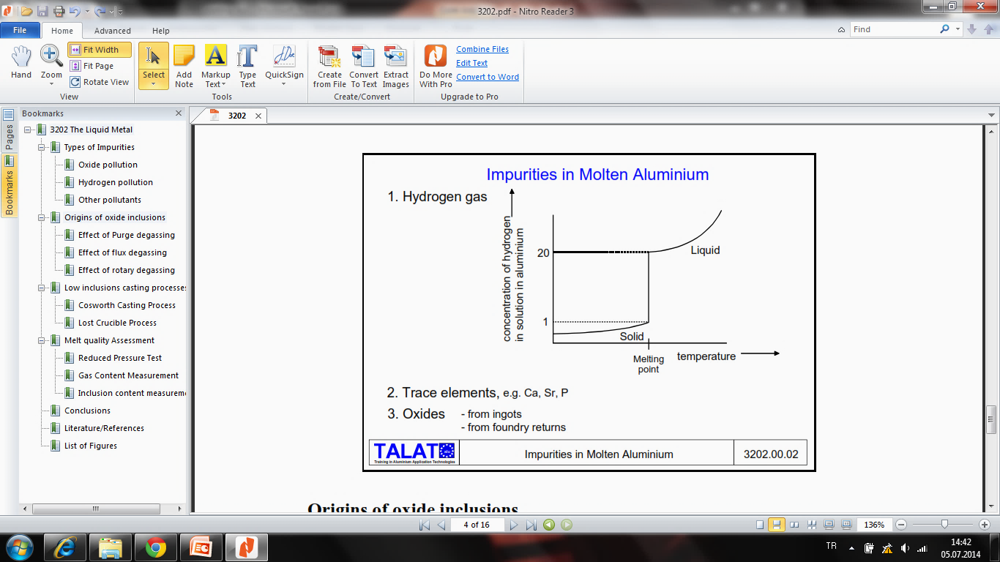 3202.pdf - Nitro Reader 3
File Home Advanced Help Find
Hand
Zoom
Fit Width
Fit Page
Rotate View
View
Select
Add Note
Markup Text
Type Text
QuickSign
Tools
Create from File
Convert To Text
Extract Images
Create/Convert
Do More With Pro
Combine Files
Edit Text
Convert to Word
Upgrade to Pro
Pages
Bookmarks
Bookmarks
3202 The Liquid Metal
Types of Impurities
Oxide pollution
Hydrogen pollution
Other pollutants
Origins of oxide inclusions
Effect of Purge degassing
Effect of flux degassing
Effect of rotary degassing
Low inclusions casting processes
Cosworth Casting Process
Lost Crucible Process
Melt quality Assessment
Reduced Pressure Test
Gas Content Measurement
Inclusion content measurem
Conclusions
Literature/References
List of Figures
3202
Impurities in Molten Aluminium
1. Hydrogen gas
concentration of hydrogen
in solution in aluminium
20
1
Liquid
Solid
Melting
point
temperature
2. Trace elements, e.g. Ca, Sr, P
3. Oxides - from ingots
- from foundry returns
TALAT
alu
Training in Aluminium Application Technologies
Impurities in Molten Aluminium
3202.00.02
Origins of oxide inclusions
4 of 16
136%
TR
14:42
05.07.2014